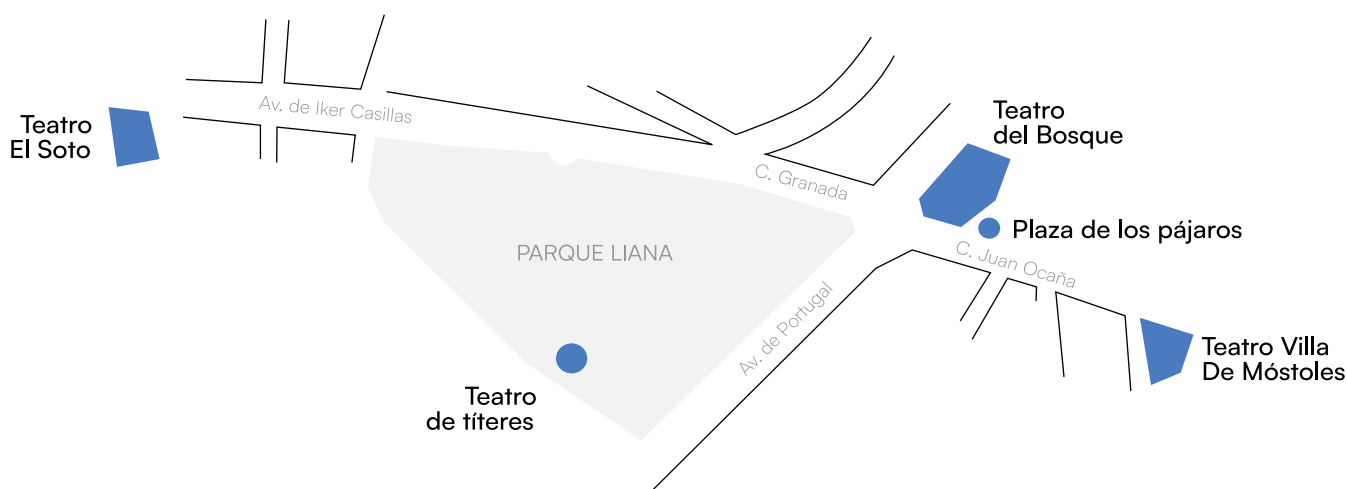 Teatro
El Soto
Av. de Iker Casillas
C. Granada
Teatro
del Bosque
Plaza de los pájaros
C. Juan Ocaña
PARQUE LIANA
Av. de Portugal
Teatro
de títeres
Teatro Villa
De Móstoles